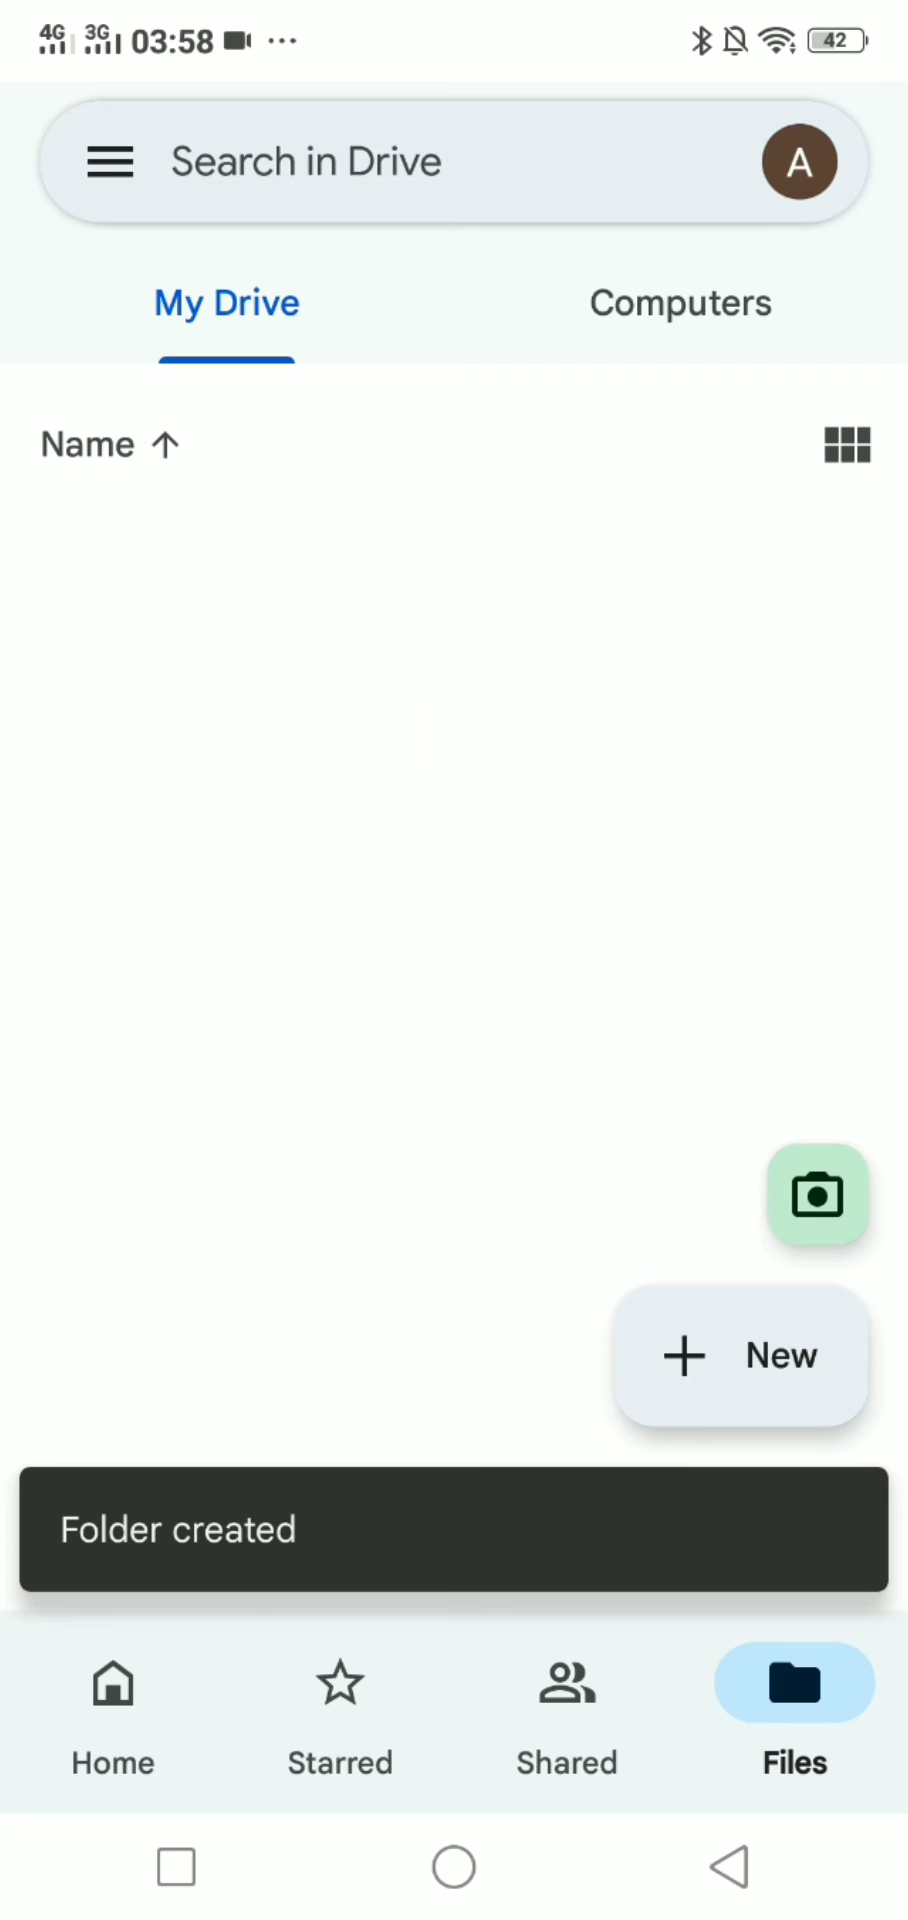 4G 3G 03:58 ... 42
Search in Drive A
My Drive Computers
Name ↑
+ New
Folder created
Home Starred Shared Files